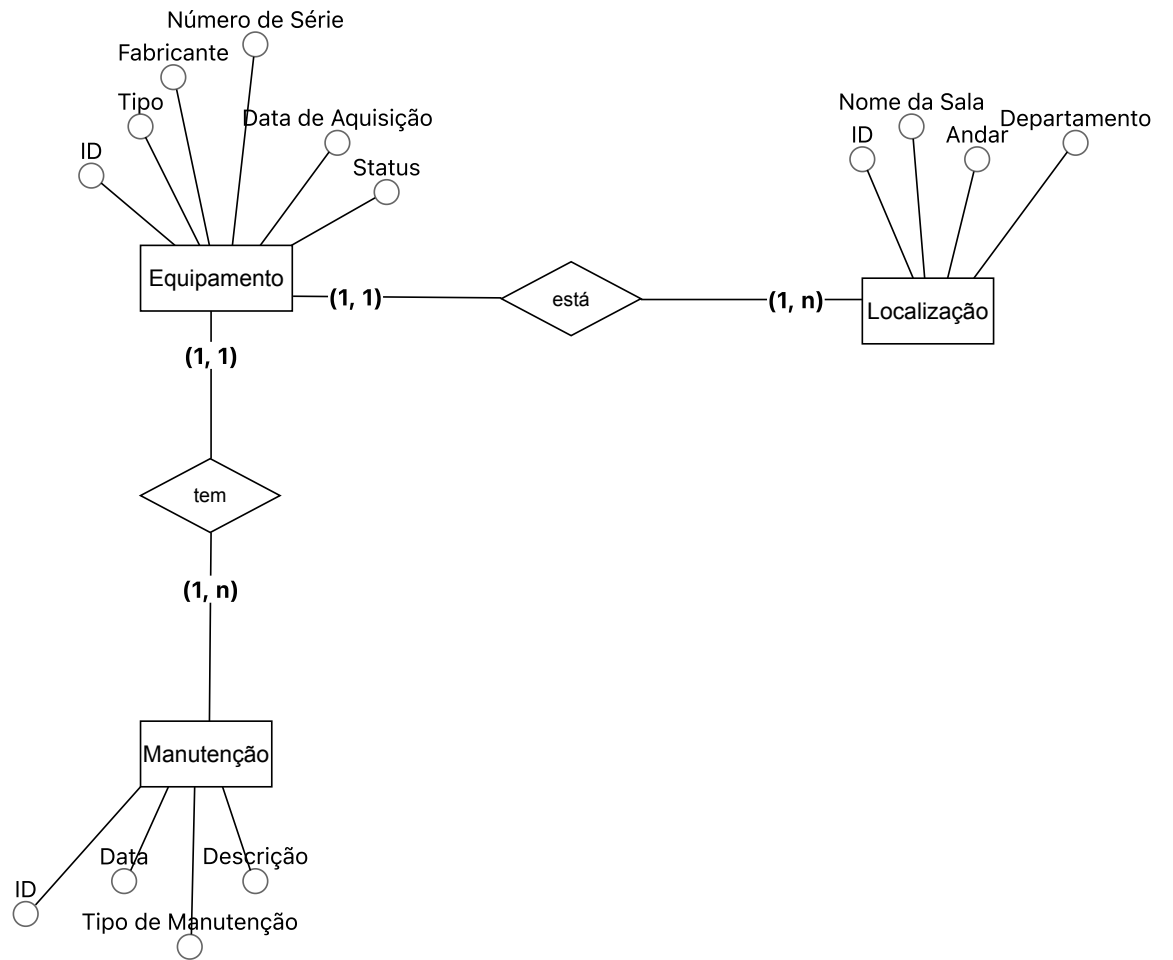 Número de Série
Fabricante
Tipo
Data de Aquisição
ID
Status
Nome da Sala
Departamento
ID
Andar
Equipamento
(1, 1)
está
(1, n)
Localização
(1, 1)
tem
(1, n)
Manutenção
Data
Descrição
ID
Tipo de Manutenção